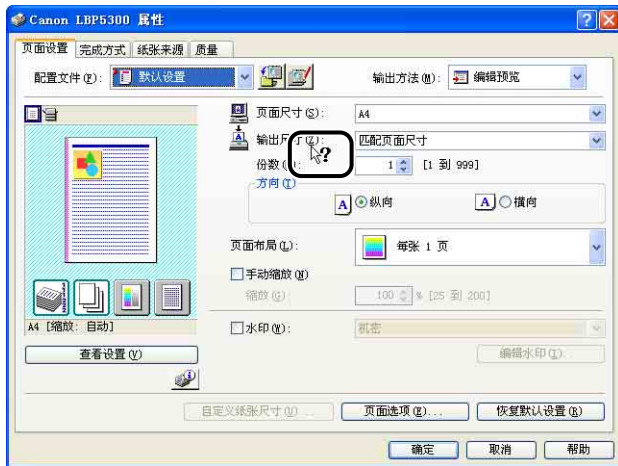 Canon LBP5300 属性
页面设置 完成方式 纸张来源 质量
配置文件(F): 默认设置 输出方法(M): 编辑预览
页面尺寸(S): A4
输出尺寸(Z): 匹配页面尺寸
份数 : 1 [1 到 999]
方向(T)
A 纵向 A 横向
页面布局(L): 每张 1 页
手动缩放(N)
缩放(G): 100 % [25 到 200]
A4 [缩放: 自动]
水印(W): 机密
查看设置(V) 编辑水印(I)...
自定义纸张尺寸(U)... 页面选项(E)... 恢复默认设置(R)
确定 取消 帮助